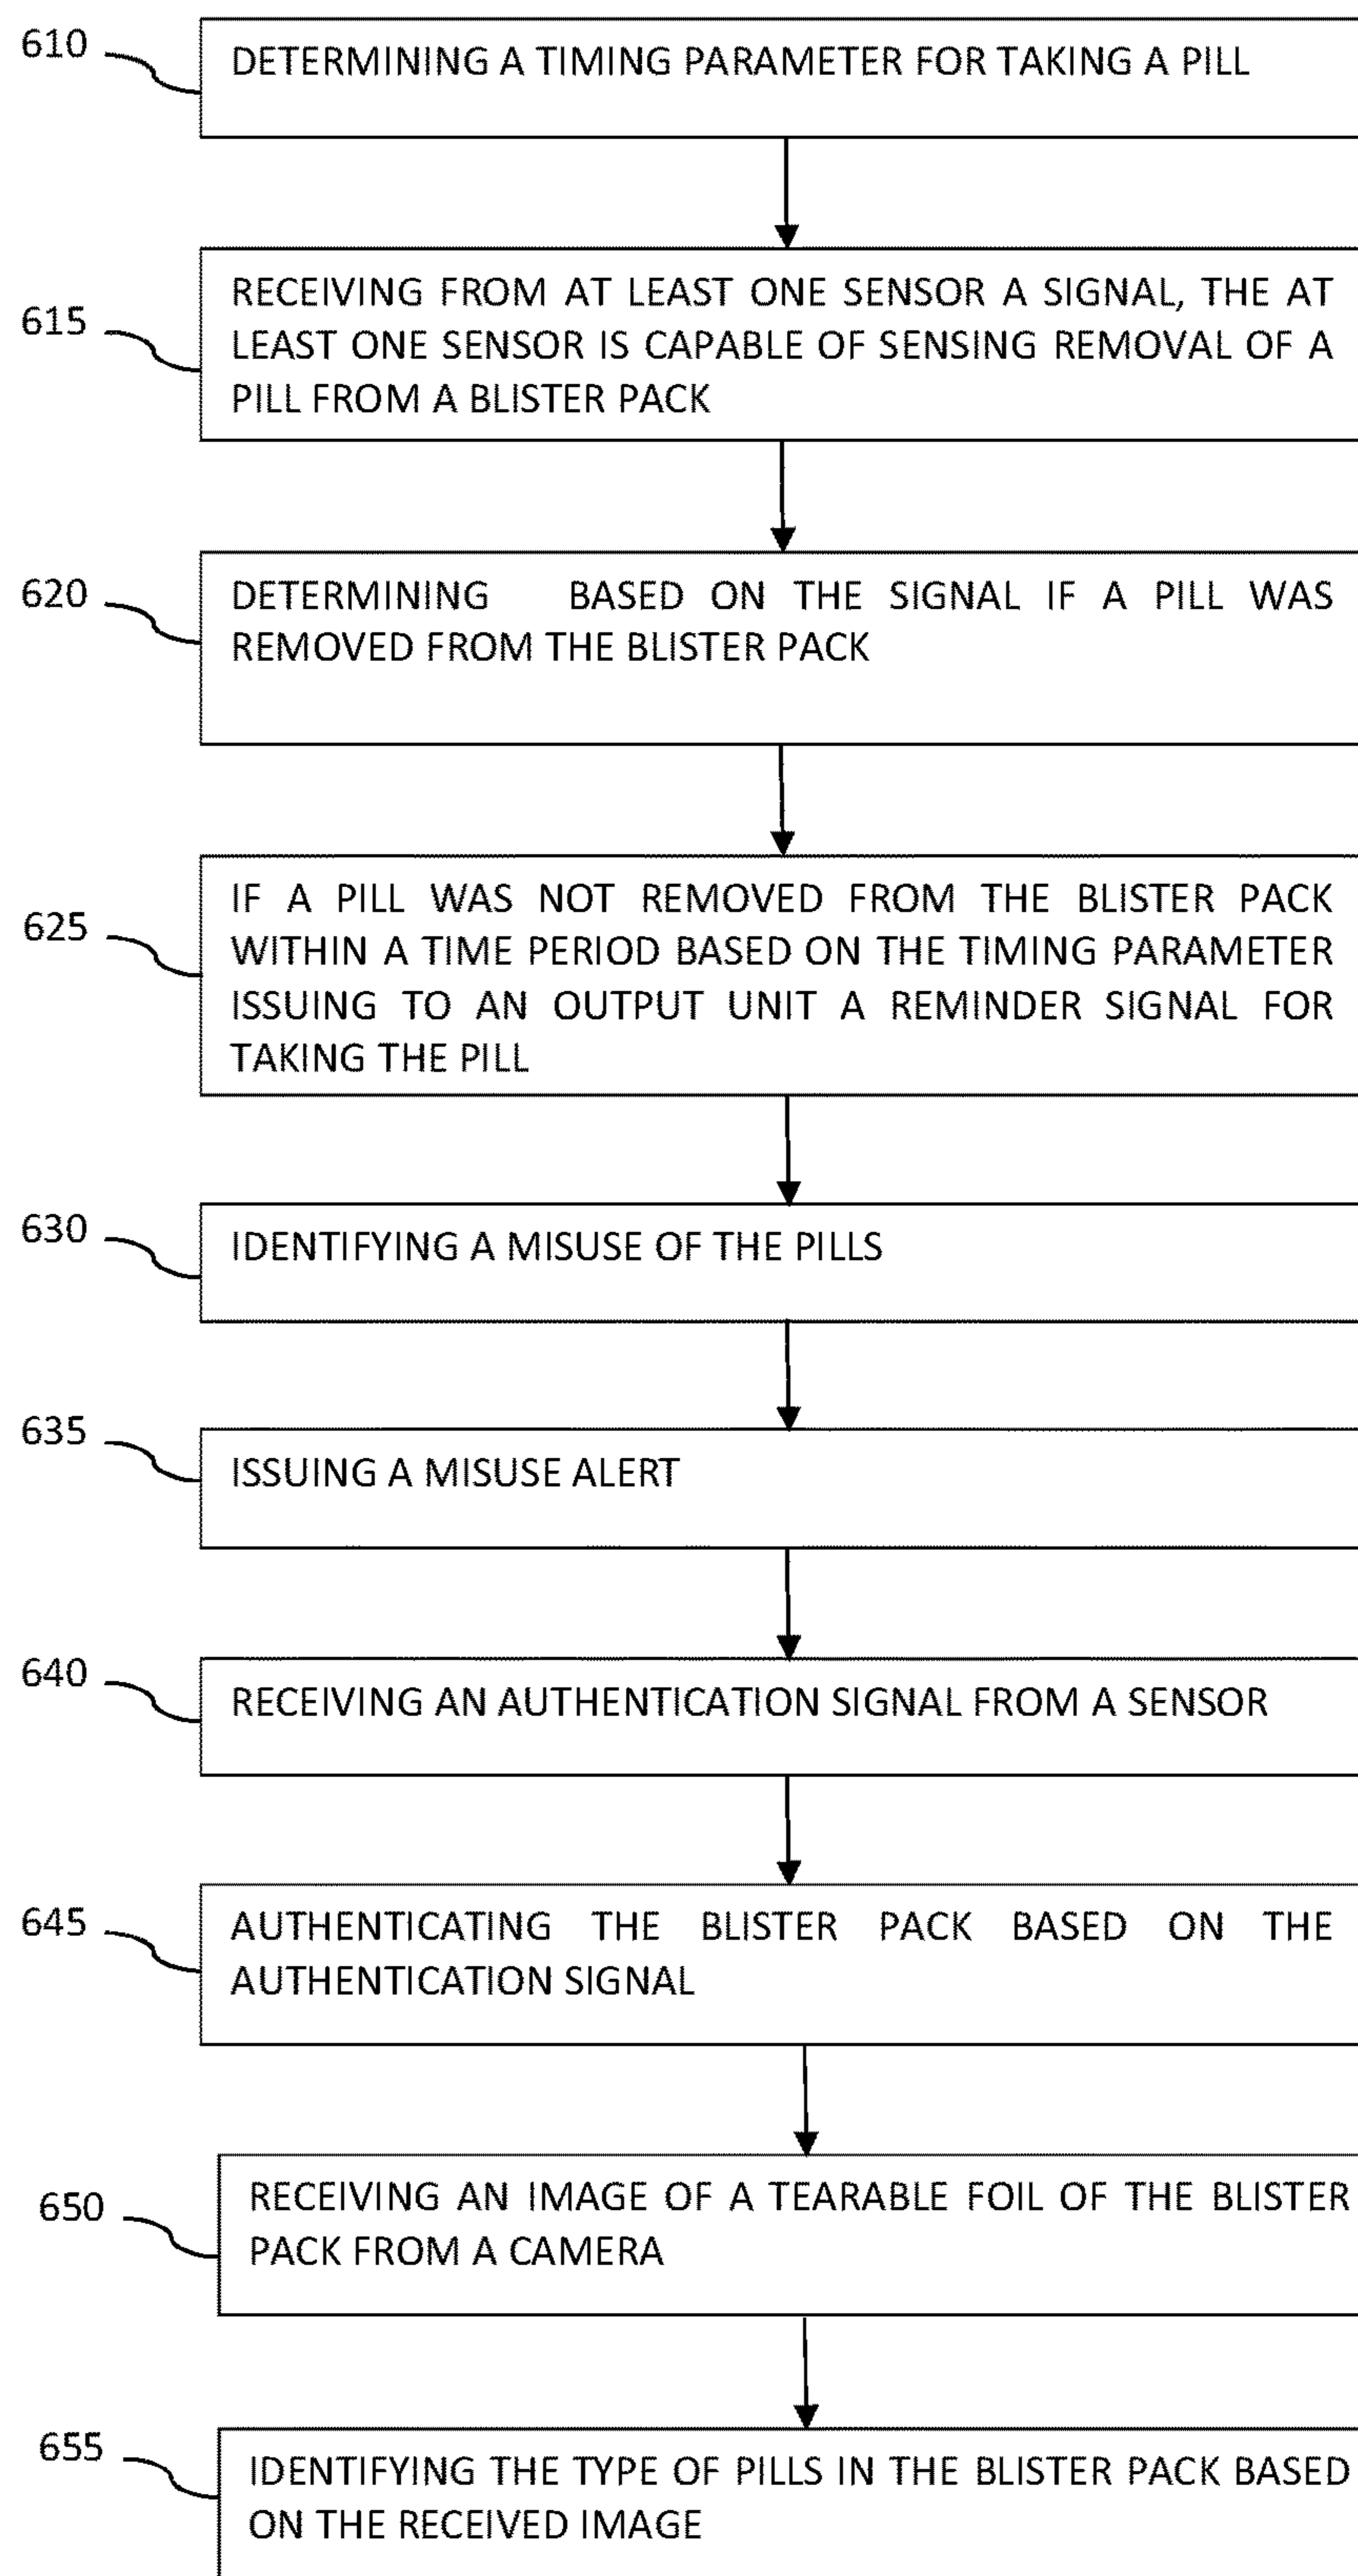 610
DETERMINING A TIMING PARAMETER FOR TAKING A PILL
615
RECEIVING FROM AT LEAST ONE SENSOR A SIGNAL, THE AT
LEAST ONE SENSOR IS CAPABLE OF SENSING REMOVAL OF A
PILL FROM A BLISTER PACK
620
DETERMINING BASED ON THE SIGNAL IF A PILL WAS
REMOVED FROM THE BLISTER PACK
625
IF A PILL WAS NOT REMOVED FROM THE BLISTER PACK
WITHIN A TIME PERIOD BASED ON THE TIMING PARAMETER
ISSUING TO AN OUTPUT UNIT A REMINDER SIGNAL FOR
TAKING THE PILL
630
IDENTIFYING A MISUSE OF THE PILLS
635
ISSUING A MISUSE ALERT
640
RECEIVING AN AUTHENTICATION SIGNAL FROM A SENSOR
645
AUTHENTICATING THE BLISTER PACK BASED ON THE
AUTHENTICATION SIGNAL
650
RECEIVING AN IMAGE OF A TEARABLE FOIL OF THE BLISTER
PACK FROM A CAMERA
655
IDENTIFYING THE TYPE OF PILLS IN THE BLISTER PACK BASED
ON THE RECEIVED IMAGE